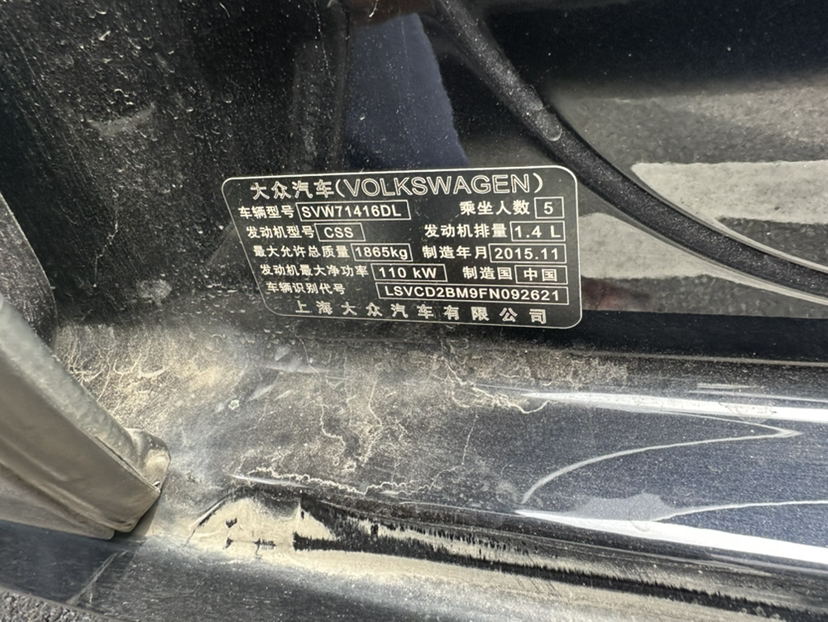 大众汽车(VOLKSWAGEN)
车辆型号 SVW71416DL 乘坐人数 5
发动机型号 CSS 发动机排量 1.4 L
最大允许总质量 1865kg 制造年月 2015.11
发动机最大净功率 110 kW 制造国 中国
车辆识别代号 LSVCD2BM9FN092621
上海大众汽车有限公司